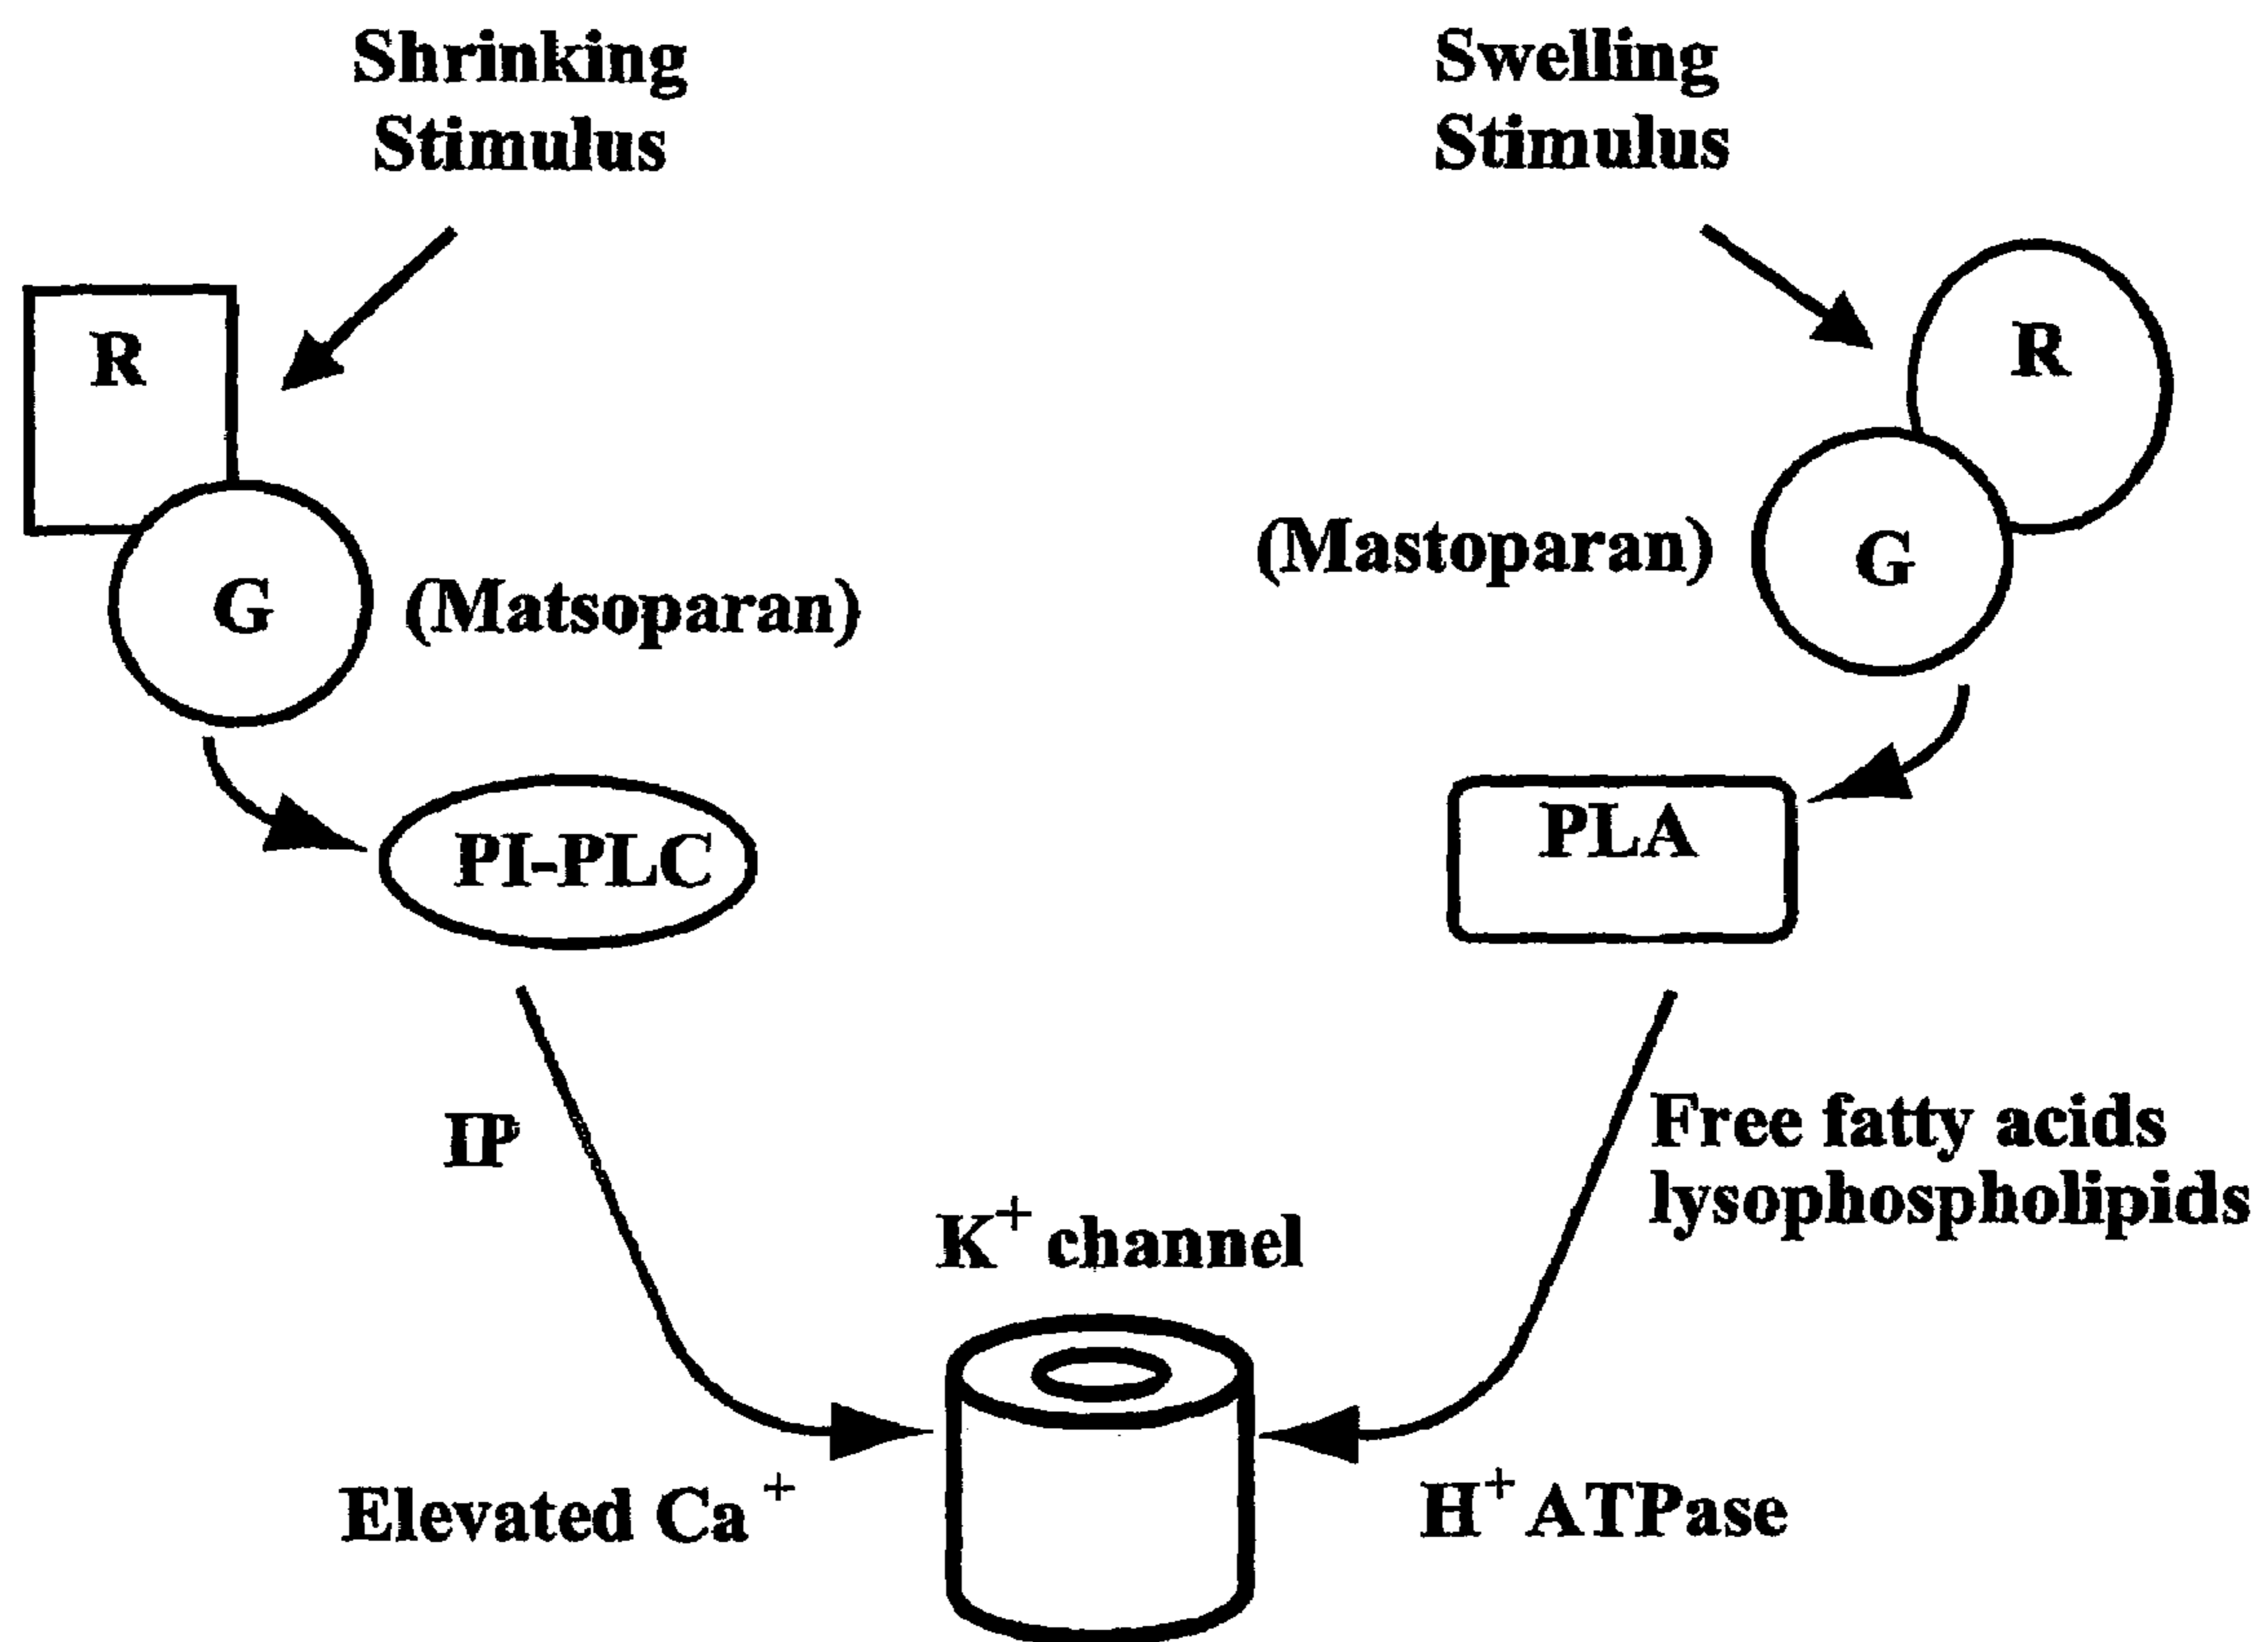 Shrinking
Stimulus
Swelling
Stimulus
R
R
G
(Matsoparan)
(Mastoparan)
G
PI-PLC
PLA
IP
Free fatty acids
lysophospholipids
K+ channel
Elevated Ca +
H+ ATPase